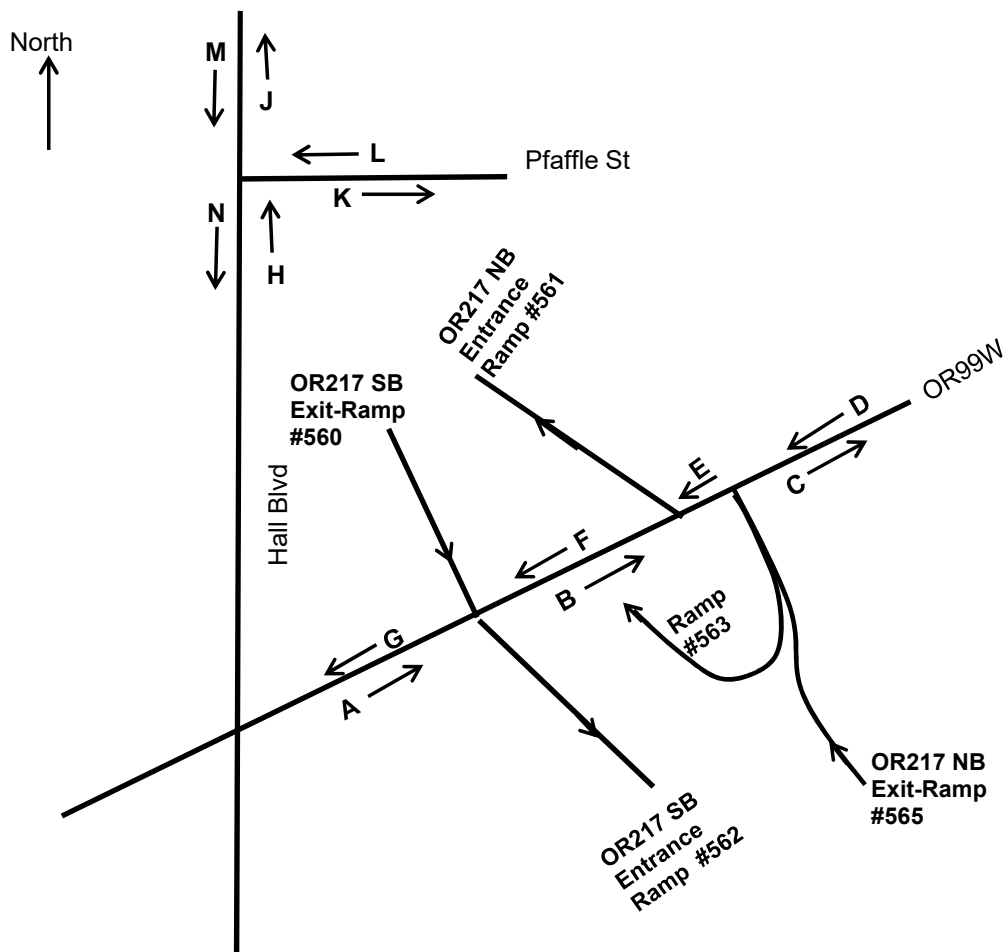 North
M
J
L
Pfaffle St
K
N
H
OR217 NB
Entrance
Ramp #561
OR217 SB
Exit-Ramp
#560
Hall Blvd
OR99W
D
C
E
F
B
Ramp
#563
G
A
OR217 NB
Exit-Ramp
#565
OR217 SB
Entrance
Ramp #562